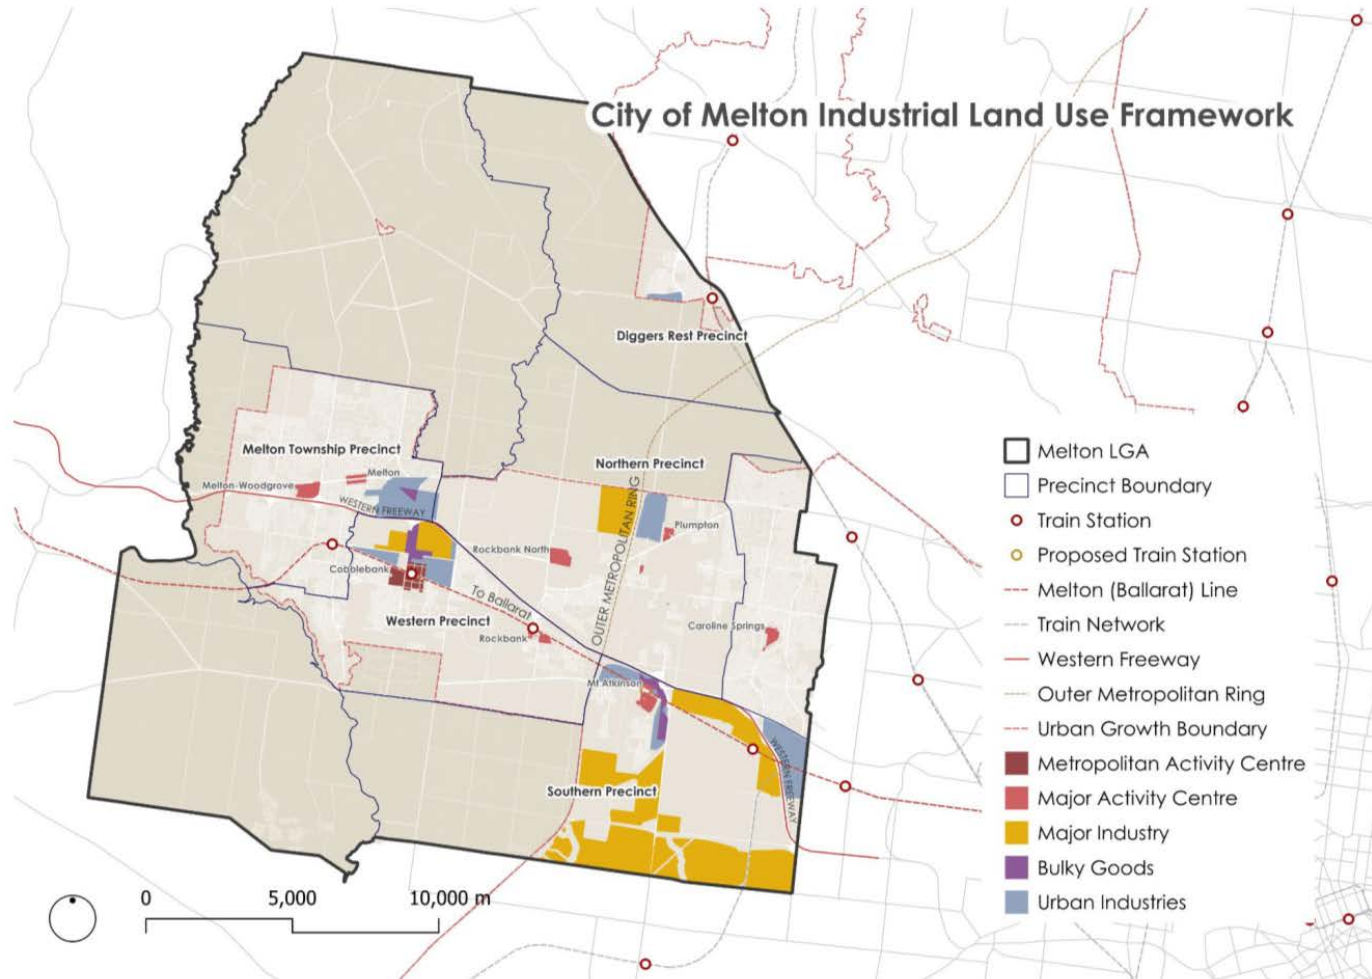 City of Melton Industrial Land Use Framework
Diggers Rest Precinct
Melton Township Precinct
Melton
Melton-Woodgrove
WESTERN FREEWAY
Northern Precinct
OUTER METROPOLITAN RING
Plumpton
Rockbank North
Cobblebank
To Ballarat
Western Precinct
Rockbank
Caroline Springs
Mt Atkinson
WESTERN FREEWAY
Southern Precinct
0 5,000 10,000 m
Melton LGA
Precinct Boundary
Train Station
Proposed Train Station
Melton (Ballarat) Line
Train Network
Western Freeway
Outer Metropolitan Ring
Urban Growth Boundary
Metropolitan Activity Centre
Major Activity Centre
Major Industry
Bulky Goods
Urban Industries